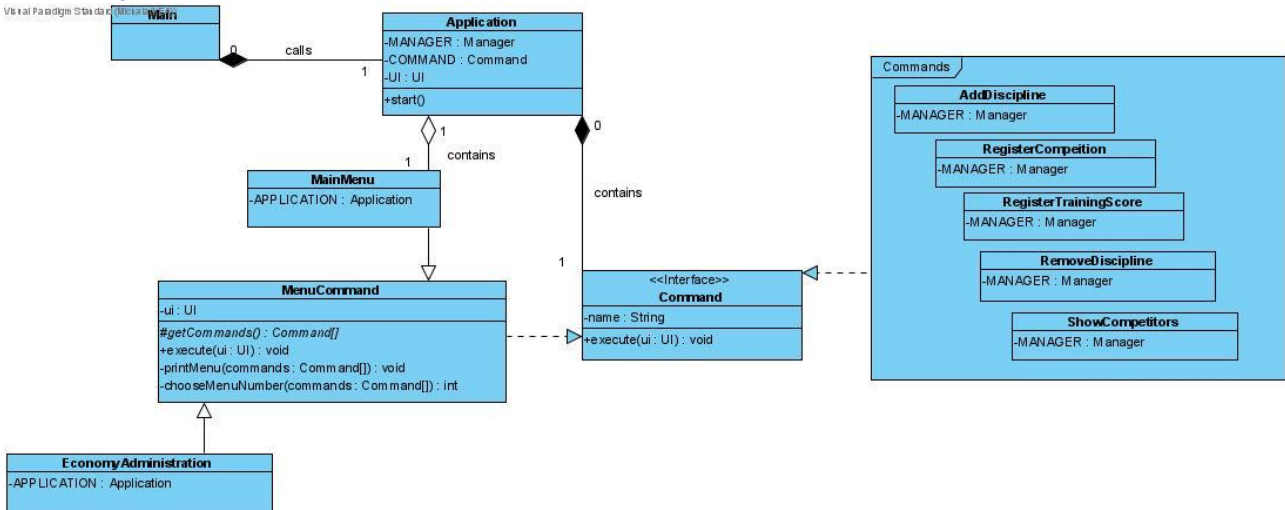 Visual Paradigm Standard
Main
0
calls
1
Application
-MANAGER : Manager
-COMMAND : Command
-UI : UI
+start()
1
contains
1
0
contains
1
MainMenu
-APPLICATION : Application
MenuCommand
-ui : UI
#getCommands() : Command[]
+execute(ui : UI) : void
-printMenu(commands : Command[]) : void
-chooseMenuNumber(commands : Command[]) : int
EconomyAdministration
-APPLICATION : Application
<<Interface>>
Command
-name : String
+execute(ui : UI) : void
Commands
AddDiscipline
-MANAGER : Manager
RegisterCompeition
-MANAGER : Manager
RegisterTrainingScore
-MANAGER : Manager
RemoveDiscipline
-MANAGER : Manager
ShowCompetitors
-MANAGER : Manager